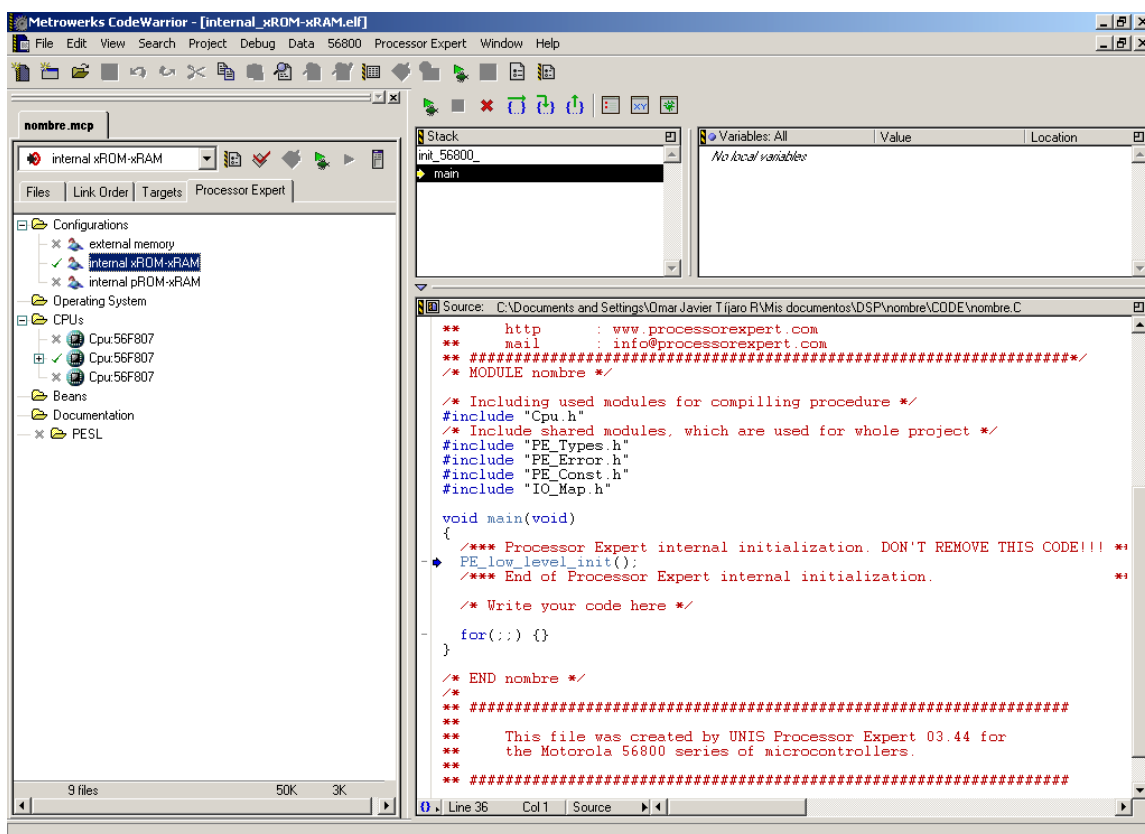 Metrowerks CodeWarrior - [internal_xROM-xRAM.elf]
File Edit View Search Project Debug Data 56800 Processor Expert Window Help
nombre.mcp
internal xROM-xRAM
Files Link Order Targets Processor Expert
Configurations
external memory
internal xROM-xRAM
internal pROM-xRAM
Operating System
CPUs
Cpu:56F807
Cpu:56F807
Cpu:56F807
Beans
Documentation
PESL
9 files 50K 3K
Stack
init_56800_
main
Variables: All Value Location
No local variables
Source: C:\Documents and Settings\Omar Javier Tíjaro R\Mis documentos\DSP\nombre\CODE\nombre.C
** http : www.processorexpert.com
** mail : info@processorexpert.com
** ###################################################################*/
/* MODULE nombre */
/* Including used modules for compilling procedure */
#include "Cpu.h"
/* Include shared modules, which are used for whole project */
#include "PE_Types.h"
#include "PE_Error.h"
#include "PE_Const.h"
#include "IO_Map.h"
void main(void)
{
/*** Processor Expert internal initialization. DON'T REMOVE THIS CODE!!! **
PE_low_level_init();
/*** End of Processor Expert internal initialization. **
/* Write your code here */
for(;;) {}
}
/* END nombre */
/*
** ###################################################################
**
** This file was created by UNIS Processor Expert 03.44 for
** the Motorola 56800 series of microcontrollers.
**
** ###################################################################
Line 36 Col 1 Source